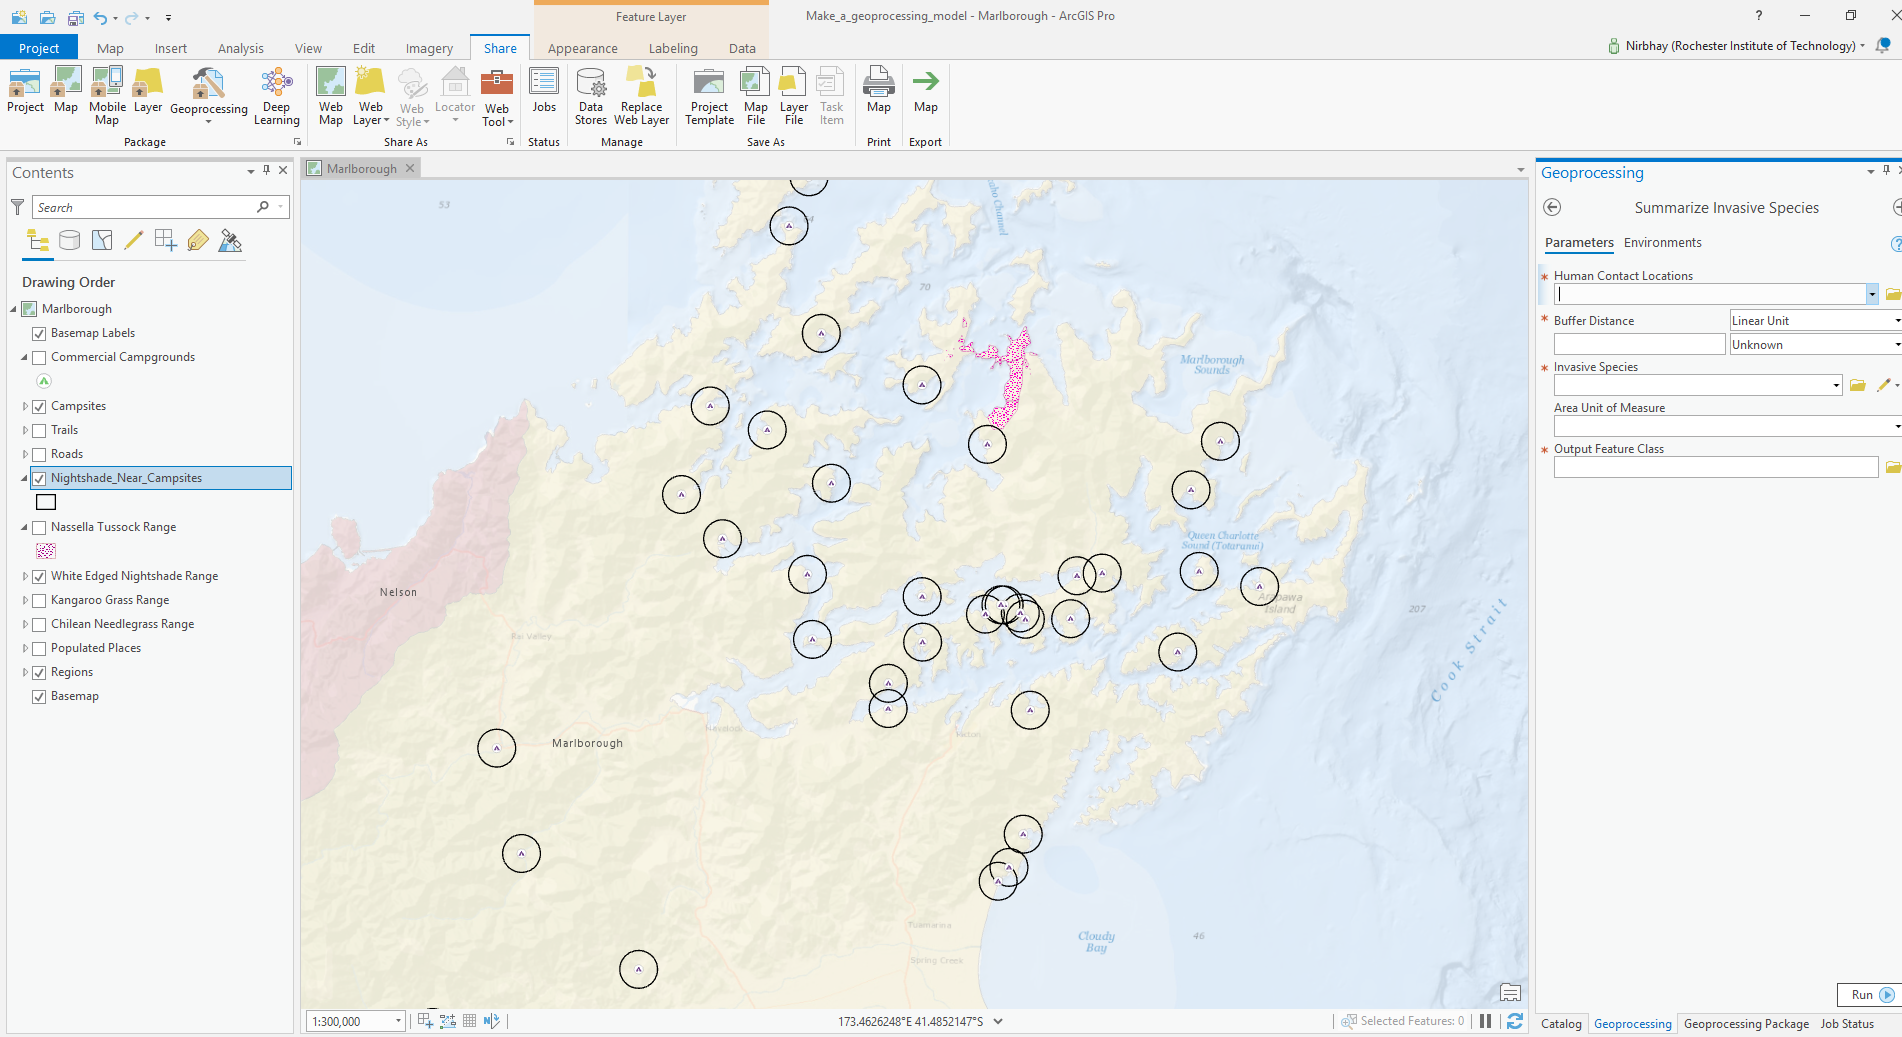 Feature Layer
Make_a_geoprocessing_model - Marlborough - ArcGIS Pro
?
Project Map Insert Analysis View Edit Imagery Share Appearance Labeling Data
Nirbhay (Rochester Institute of Technology)
Project Map Mobile Map Layer Geoprocessing Deep Learning
Package
Web Map Web Layer Web Style Locator Web Tool
Share As
Jobs
Status
Data Stores Replace Web Layer
Manage
Project Template Map File Layer File Task Item
Save As
Map
Print
Map
Export
Contents
Search
Drawing Order
Marlborough
Basemap Labels
Commercial Campgrounds
Campsites
Trails
Roads
Nightshade_Near_Campsites
Nassella Tussock Range
White Edged Nightshade Range
Kangaroo Grass Range
Chilean Needlegrass Range
Populated Places
Regions
Basemap
Marlborough
53
54
70
Channel
Marlborough
Sounds
Queen Charlotte
Sound (Totaranui)
Arapawa
Island
207
Cook Strait
Nelson
Rai Valley
Havelock
Picton
Marlborough
Tuamarina
Spring Creek
Cloudy
Bay
46
1:300,000
173.4626248°E 41.4852147°S
Selected Features: 0
Geoprocessing
Summarize Invasive Species
Parameters Environments
?
* Human Contact Locations
* Buffer Distance
Linear Unit
Unknown
* Invasive Species
Area Unit of Measure
* Output Feature Class
Run
Catalog Geoprocessing Geoprocessing Package Job Status